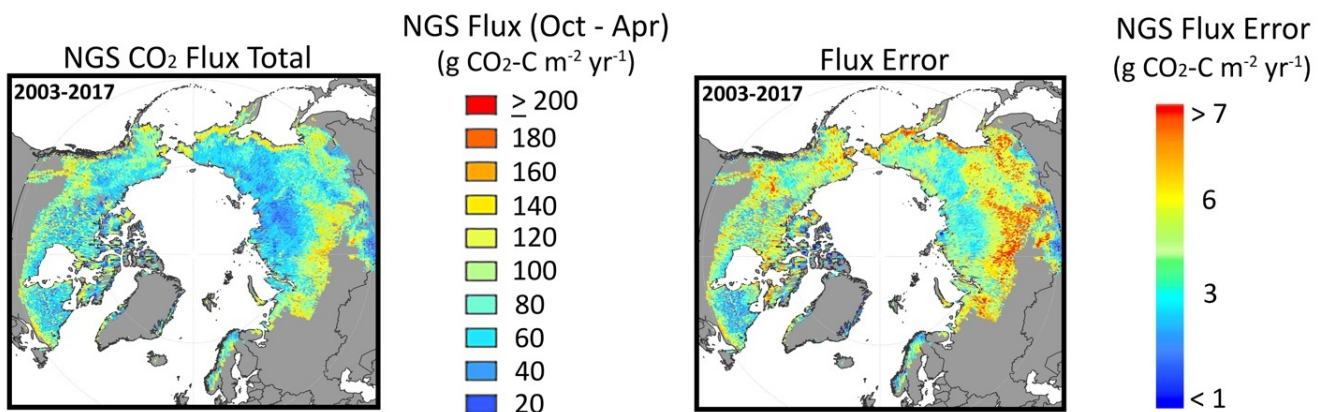 NGS CO₂ Flux Total
2003-2017
NGS Flux (Oct - Apr)
(g CO₂-C m⁻² yr⁻¹)
≥ 200
180
160
140
120
100
80
60
40
20
Flux Error
2003-2017
NGS Flux Error
(g CO₂-C m⁻² yr⁻¹)
> 7
6
3
< 1